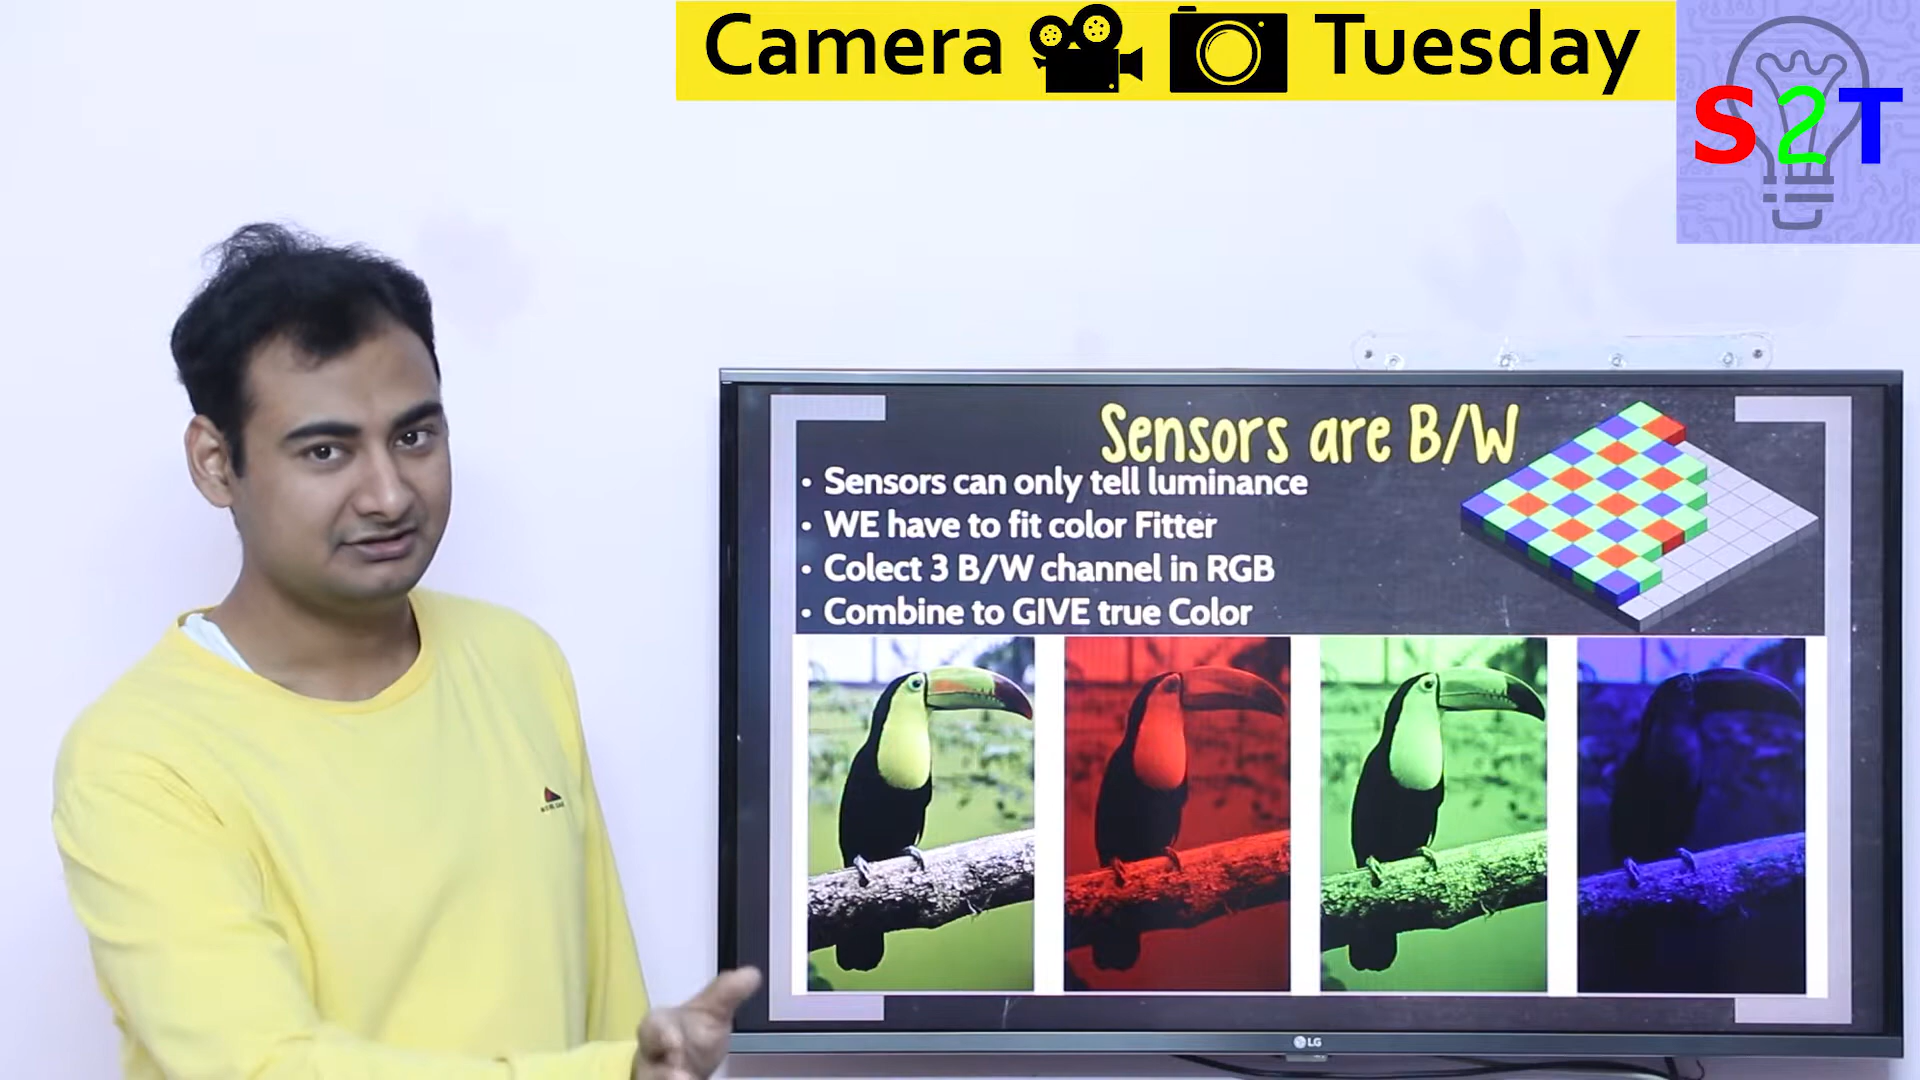 Camera Tuesday
S2T
Sensors are B/W
• Sensors can only tell luminance
• WE have to fit color Fitter
• Colect 3 B/W channel in RGB
• Combine to GIVE true Color
LG